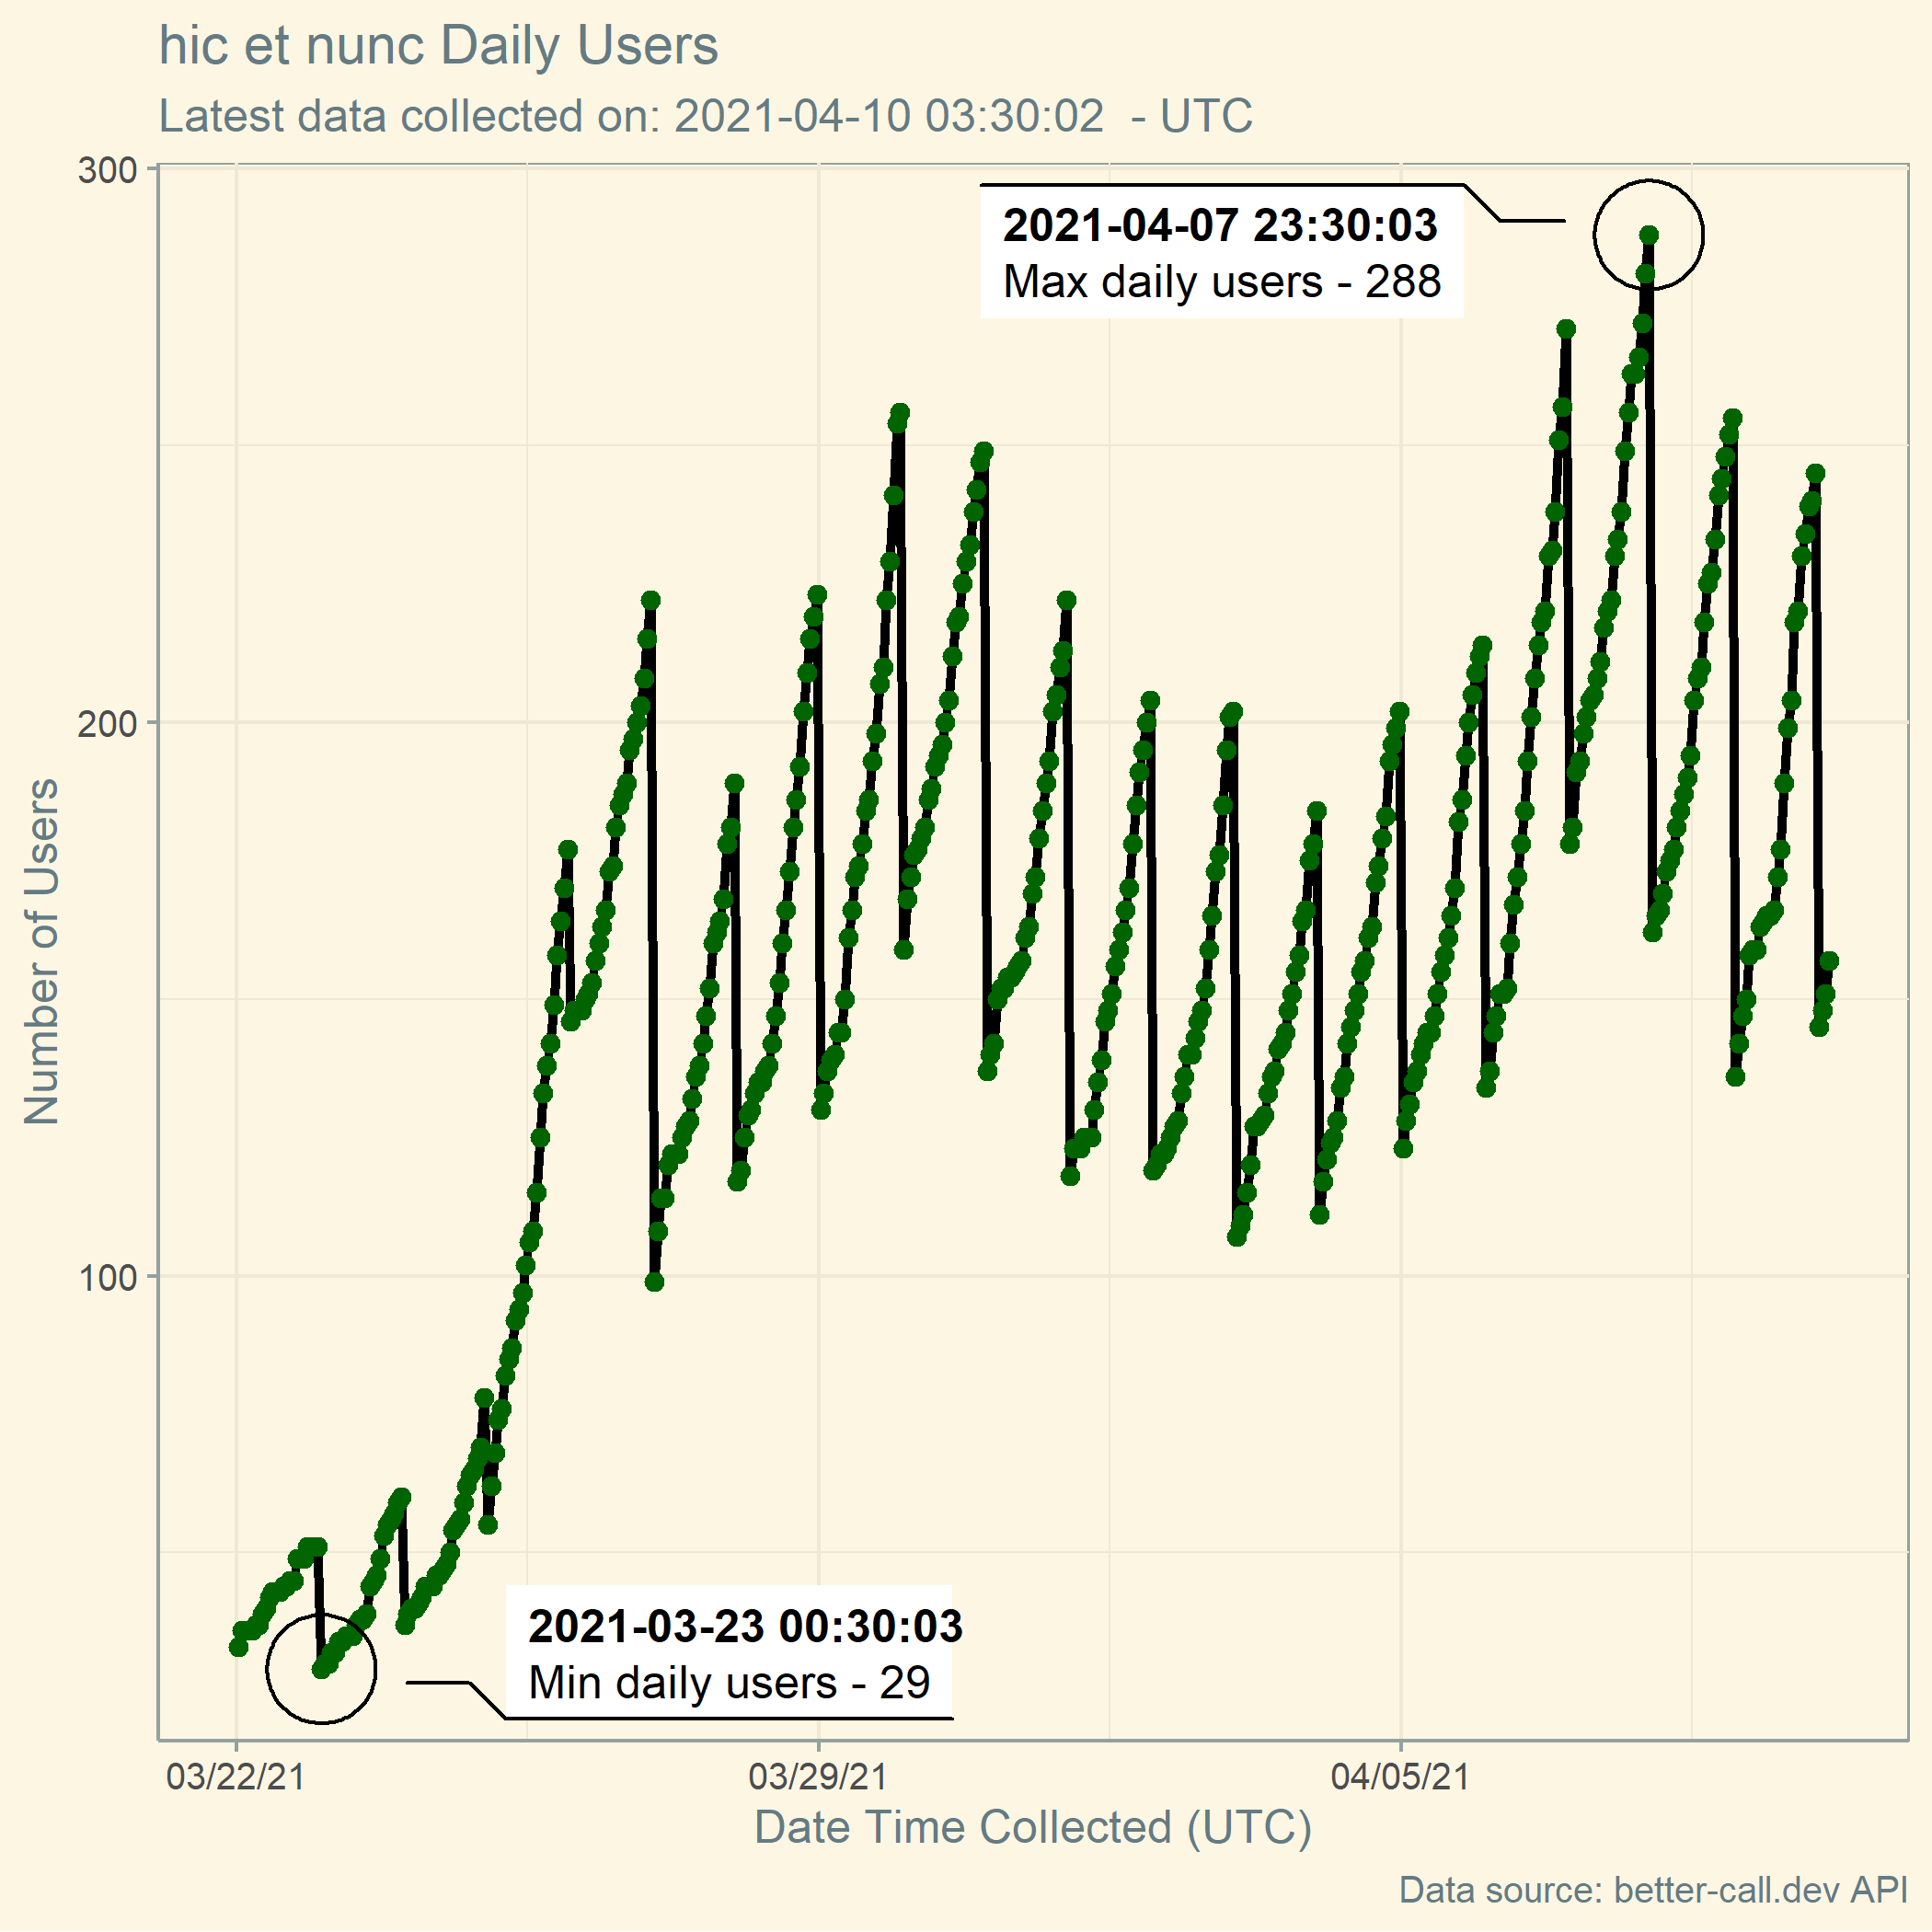 hic et nunc Daily Users
Latest data collected on: 2021-04-10 03:30:02  - UTC
300
2021-04-07 23:30:03
Max daily users - 288
200
Number of Users
100
2021-03-23 00:30:03
Min daily users - 29
03/22/21
03/29/21
04/05/21
Date Time Collected (UTC)
Data source: better-call.dev API